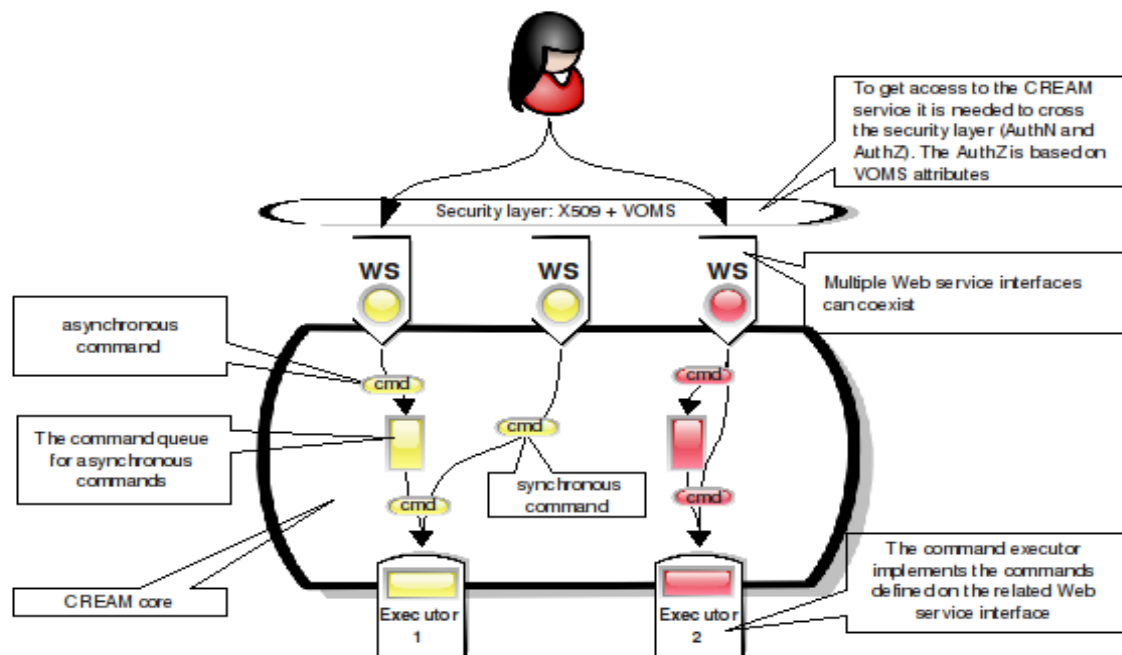 To get access to the CREAM
service it is needed to cross
the security layer (AuthN and
AuthZ). The AuthZ is based on
VOMS attributes
Security layer: X509 + VOMS
WS
WS
WS
Multiple Web service interfaces
can coexist
asynchronous
command
cmd
cmd
The command queue
for asynchronous
commands
cmd
synchronous
command
cmd
cmd
CREAM core
Executor
1
Executor
2
The command executor
implements the commands
defined on the related Web
service interface